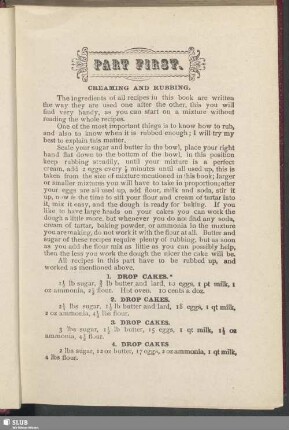 PART FIRST.
CREAMING AND RUBBING.
The ingredients of all recipes in this book are written
the way they are used one after the other, this you will
find very handy, as you can start on a mixture without
reading the whole recipes.
One of the most important things is to know how to rub,
and also to know when it is rubbed enough; I will try my
best to explain this matter.
Scale your sugar and butter in the bowl, place your right
hand flat down to the bottom of the bowl, in this position
keep rubbing steadily, until your mixture is a perfect
cream, add 2 eggs every minutes until all used up, this is
taken from the size of mixture mentioned in this book; larger
or smaller mixtures you will have to take in proportion; after
your eggs are all used up, add flour, milk and soda, stir it
up, now is the time to sift your flour and cream of tartar into
it, mix it easy, and the dough is ready for baking. If you
like to have large heads on your cakes you can work the
dough a little more, but whenever you do not find any soda,
cream of tartar, baking powder, or ammonia in the mixture
you are making, do not work it with the flour at all. Butter and
sugar of these recipes require plenty of rubbing, but as soon
as you add the flour mix as little as you can possibly help,
then the less you work the dough the nicer the cake will be.
All recipes in this part have to be rubbed up, and
worked as mentioned above.
1. DROP CAKES.*
1½ lb sugar, 1½ lb butter and lard, 12 eggs, 1 pt milk, 1
oz ammonia, flour. Hot oven. 10 cents a doz.
2. DROP CAKES.
2½ lbs sugar, 1½ lb butter and lard, 18 eggs, 1 qt milk,
2 oz ammonia, 4½ lbs flour.
3. DROP CAKES.
3 lbs sugar, 1½ lb butter, 15 eggs, 1 qt milk, 1½ oz
ammonia, 4½ flour.
4. DROP CAKES
2 lbs sugar, 22 oz butter, 17 eggs, 2 oz ammonia, 1 qt milk,
4 lbs flour.
SLUB